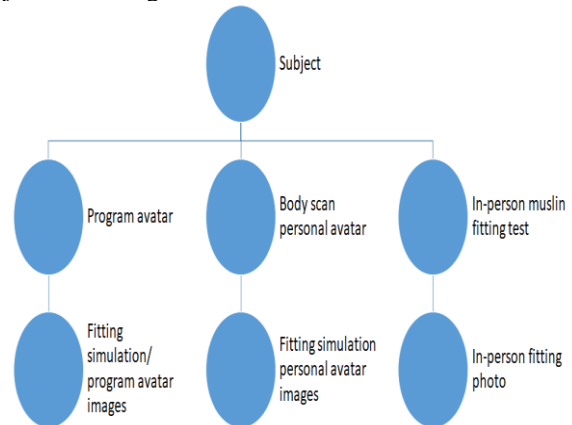 Subject
Program avatar
Body scan
personal avatar
In-person muslin
fitting test
Fitting
simulation/
program avatar
images
Fitting simulation
personal avatar
images
In-person fitting
photo